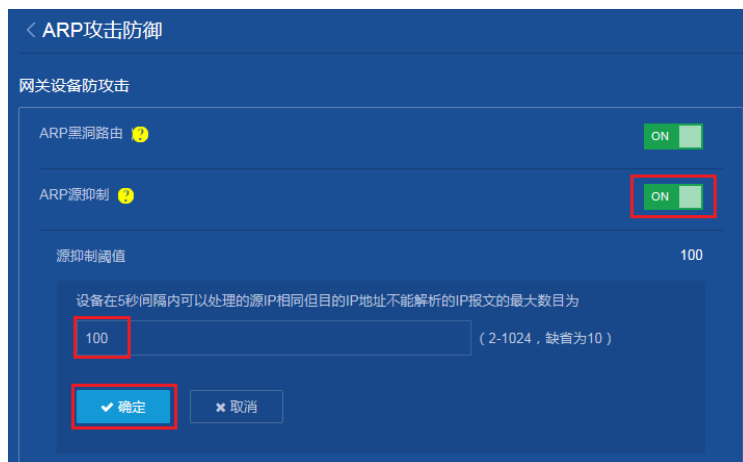 ARP攻击防御
网关设备防攻击
ARP黑洞路由 ?
ON
ARP源抑制 ?
ON
源抑制阈值
100
设备在5秒间隔内可以处理的源IP相同但目的IP地址不能解析的IP报文的最大数目为
100
(2-1024，缺省为10)
确定
取消